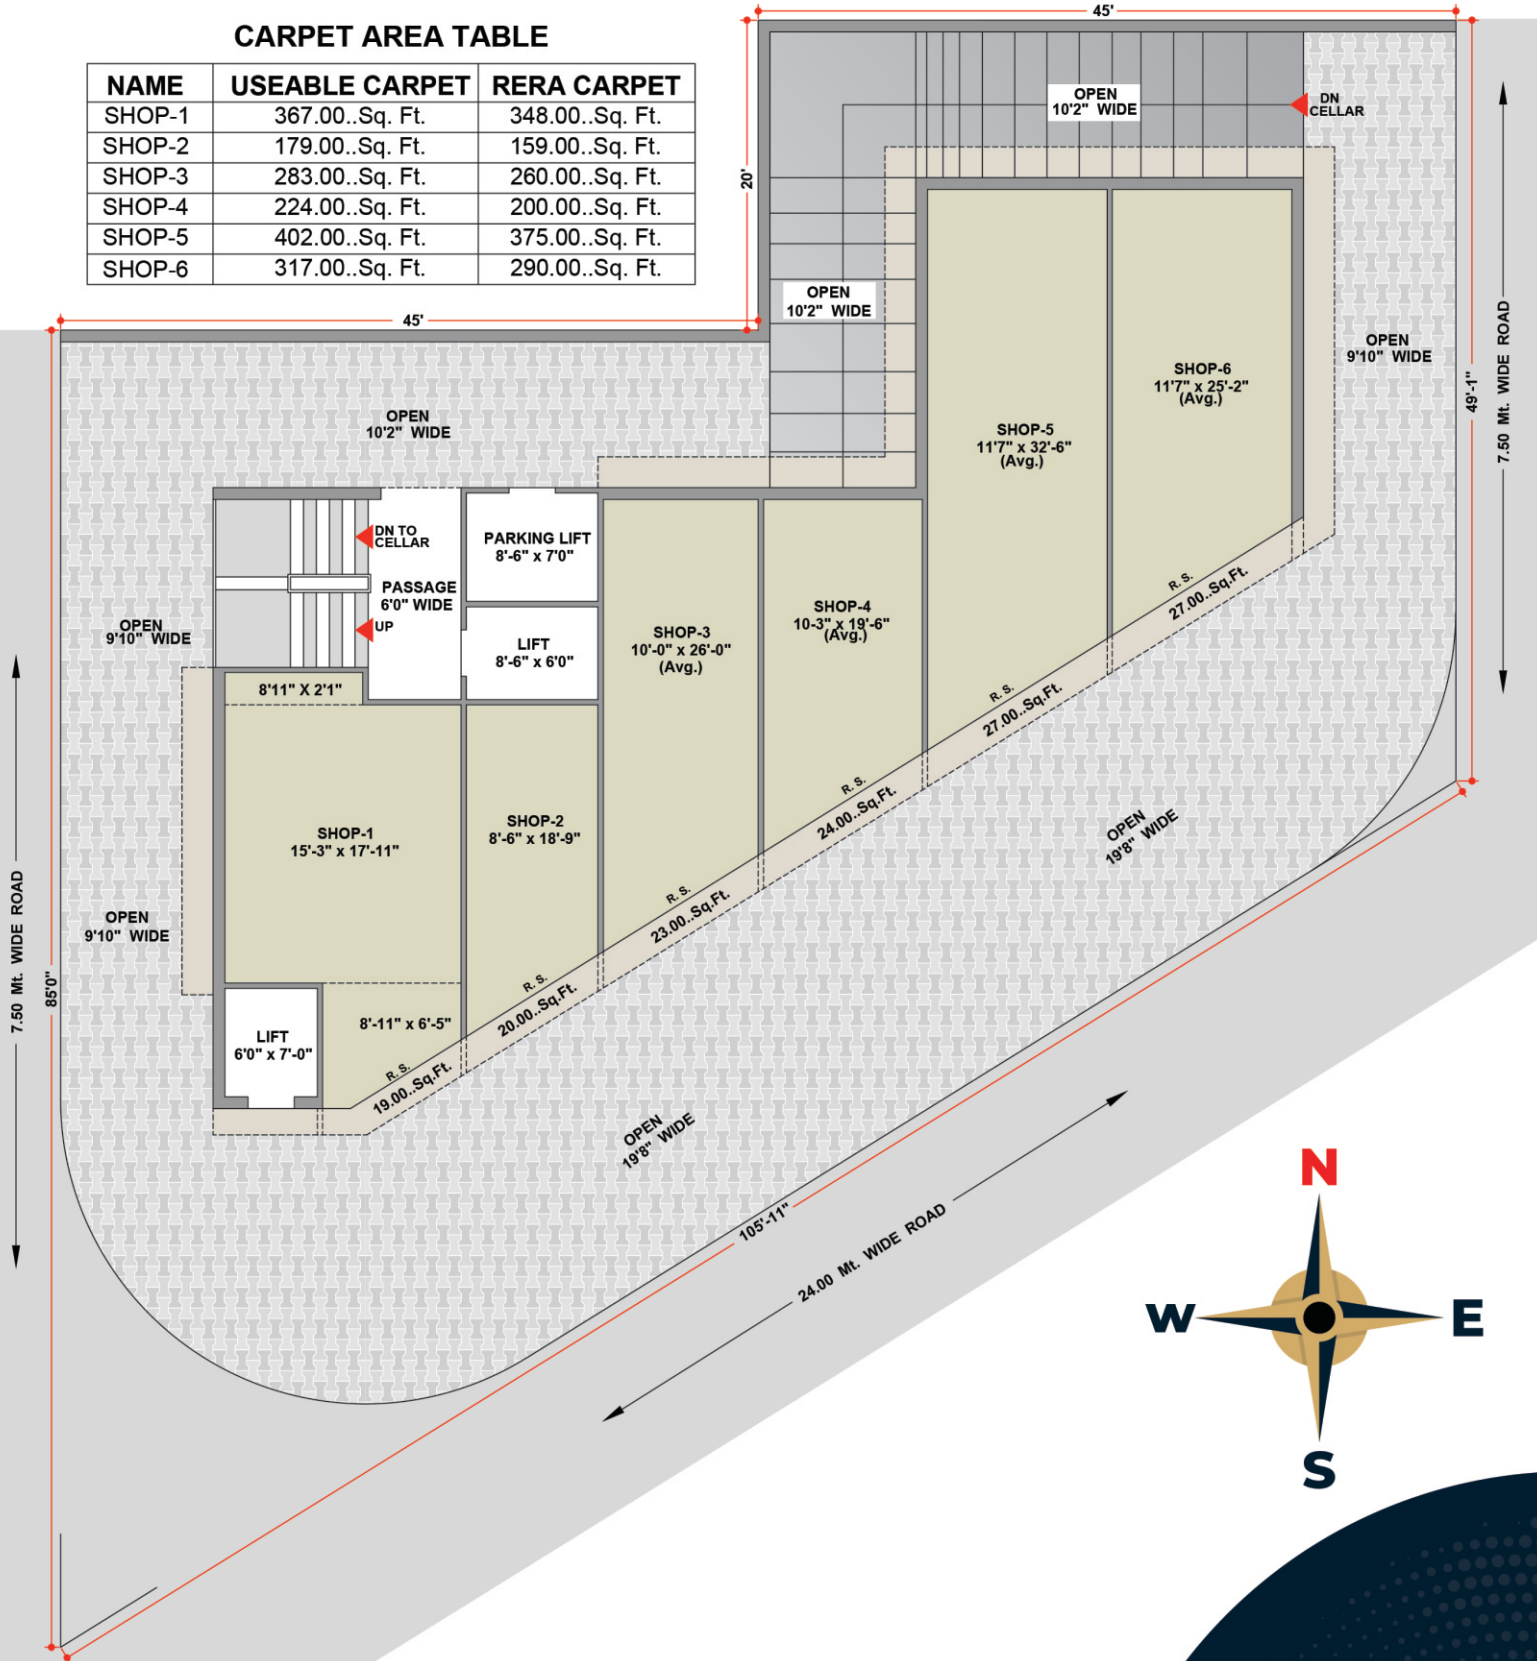 CARPET AREA TABLE
NAME USEABLE CARPET RERA CARPET
SHOP-1 367.00..Sq. Ft. 348.00..Sq. Ft.
SHOP-2 179.00..Sq. Ft. 159.00..Sq. Ft.
SHOP-3 283.00..Sq. Ft. 260.00..Sq. Ft.
SHOP-4 224.00..Sq. Ft. 200.00..Sq. Ft.
SHOP-5 402.00..Sq. Ft. 375.00..Sq. Ft.
SHOP-6 317.00..Sq. Ft. 290.00..Sq. Ft.
45'
20'
OPEN
10'2" WIDE
DN
CELLAR
OPEN
10'2" WIDE
OPEN
9'10" WIDE
49'-1"
7.50 Mt. WIDE ROAD
45'
OPEN
10'2" WIDE
SHOP-6
11'7" x 25'-2"
(Avg.)
SHOP-5
11'7" x 32'-6"
(Avg.)
DN TO
CELLAR
PASSAGE
6'0" WIDE
UP
PARKING LIFT
8'-6" x 7'0"
LIFT
8'-6" x 6'0"
OPEN
9'10" WIDE
SHOP-3
10'-0" x 26'-0"
(Avg.)
SHOP-4
10-3" x 19'-6"
(Avg.)
8'11" X 2'1"
SHOP-1
15'-3" x 17'-11"
SHOP-2
8'-6" x 18'-9"
OPEN
9'10" WIDE
7.50 Mt. WIDE ROAD
85'0"
LIFT
6'0" x 7'-0"
8'-11" x 6'-5"
R. S.
19.00..Sq.Ft.
R. S.
20.00..Sq.Ft.
R. S.
23.00..Sq.Ft.
R. S.
24.00..Sq.Ft.
R. S.
27.00..Sq.Ft.
R. S.
27.00..Sq.Ft.
OPEN
19'8" WIDE
OPEN
19'8" WIDE
105'-11"
24.00 Mt. WIDE ROAD
N
W
E
S